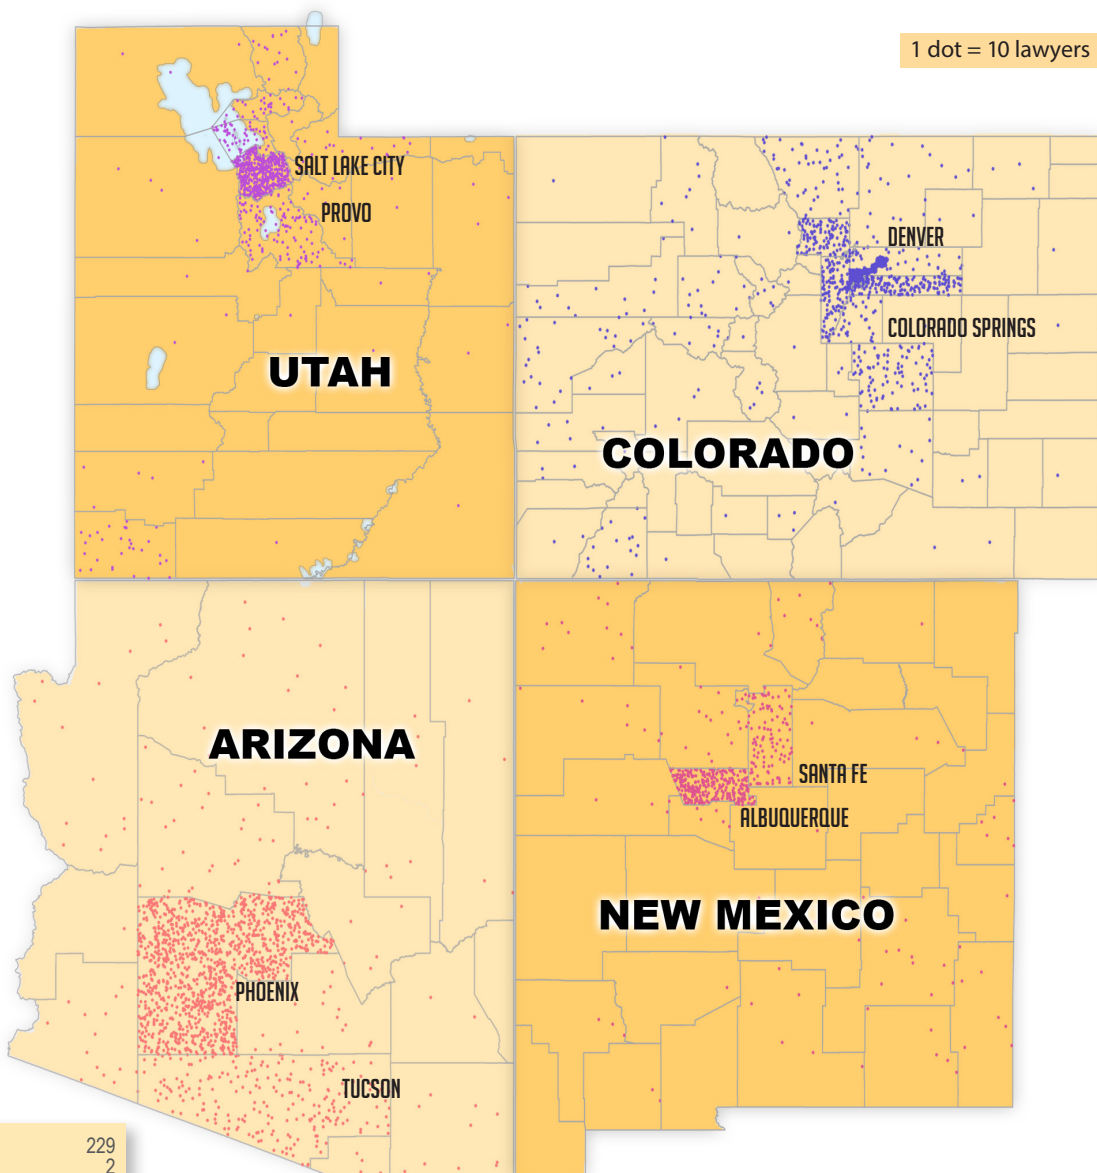 1 dot = 10 lawyers
SALT LAKE CITY
PROVO
DENVER
COLORADO SPRINGS
UTAH
COLORADO
ARIZONA
SANTA FE
ALBUQUERQUE
NEW MEXICO
PHOENIX
TUCSON
229
2